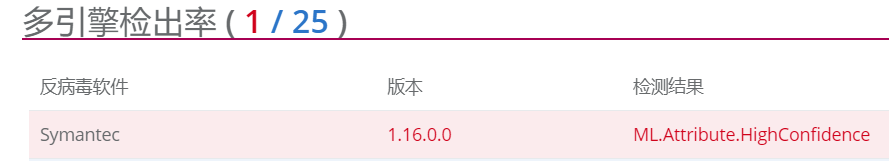 多引擎检出率 ( 1 / 25 )
反病毒软件 版本 检测结果
Symantec 1.16.0.0 ML.Attribute.HighConfidence